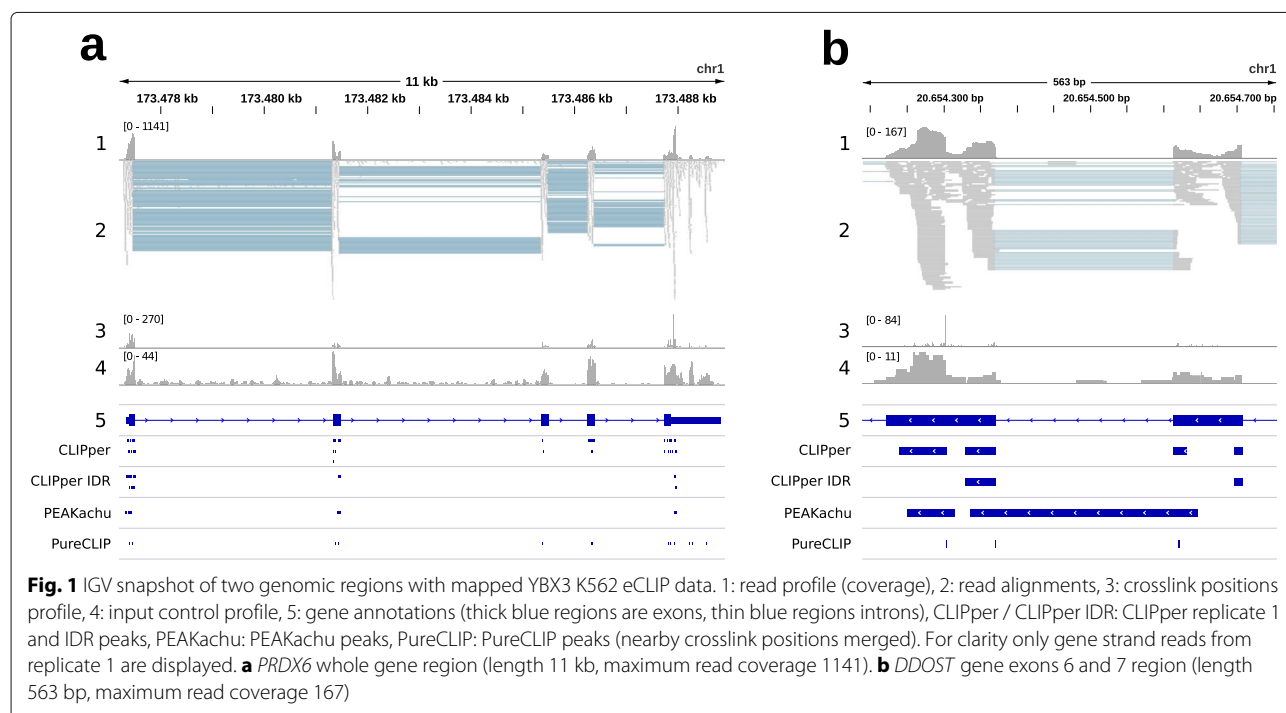 a
chr1
11 kb
173.478 kb 173.480 kb 173.482 kb 173.484 kb 173.486 kb 173.488 kb
[0 - 1141]
1
2
[0 - 270]
3
[0 - 44]
4
5
CLIPper
CLIPper IDR
PEAKachu
PureCLIP
b
chr1
563 bp
20.654.300 bp 20.654.500 bp 20.654.700 bp
[0 - 167]
1
2
[0 - 84]
3
[0 - 11]
4
5
CLIPper
CLIPper IDR
PEAKachu
PureCLIP
Fig. 1 IGV snapshot of two genomic regions with mapped YBX3 K562 eCLIP data. 1: read profile (coverage), 2: read alignments, 3: crosslink positions
profile, 4: input control profile, 5: gene annotations (thick blue regions are exons, thin blue regions introns), CLIPper / CLIPper IDR: CLIPper replicate 1
and IDR peaks, PEAKachu: PEAKachu peaks, PureCLIP: PureCLIP peaks (nearby crosslink positions merged). For clarity only gene strand reads from
replicate 1 are displayed. a PRDX6 whole gene region (length 11 kb, maximum read coverage 1141). b DDOST gene exons 6 and 7 region (length
563 bp, maximum read coverage 167)